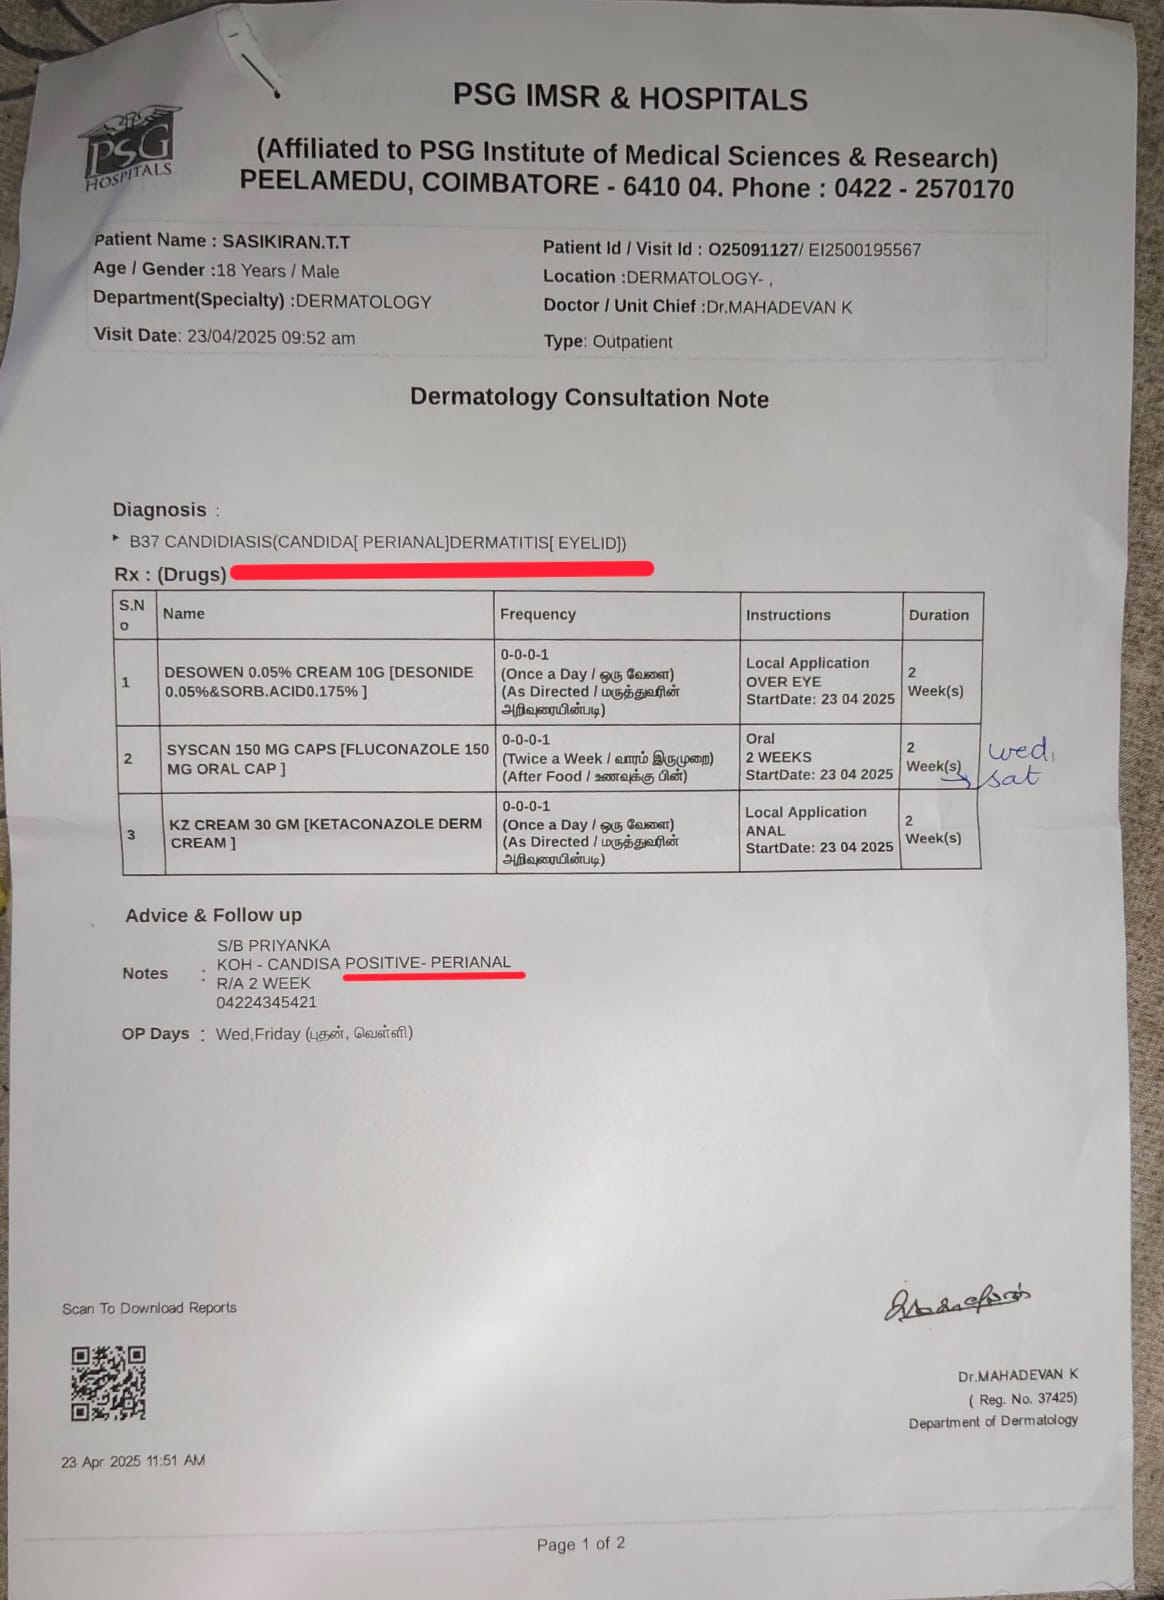 PSG
HOSPITALS
PSG IMSR & HOSPITALS
(Affiliated to PSG Institute of Medical Sciences & Research)
PEELAMEDU, COIMBATORE - 6410 04. Phone : 0422 - 2570170
Patient Name : SASIKIRAN.T.T
Patient Id / Visit Id : O25091127/ EI2500195567
Age / Gender :18 Years / Male
Location :DERMATOLOGY- ,
Department(Specialty) :DERMATOLOGY
Doctor / Unit Chief :Dr.MAHADEVAN K
Visit Date: 23/04/2025 09:52 am
Type: Outpatient
Dermatology Consultation Note
Diagnosis :
B37 CANDIDIASIS(CANDIDA[ PERIANAL]DERMATITIS[ EYELID])
Rx : (Drugs)
S.N
o
Name
Frequency
Instructions
Duration
1
DESOWEN 0.05% CREAM 10G [DESONIDE
0.05%&SORB.ACID0.175% ]
0-0-0-1
(Once a Day / ஒரு வேளை)
(As Directed / மருத்துவரின்
அறிவுரையின்படி)
Local Application
OVER EYE
StartDate: 23 04 2025
2
Week(s)
2
SYSCAN 150 MG CAPS [FLUCONAZOLE 150
MG ORAL CAP ]
0-0-0-1
(Twice a Week / வாரம் இருமுறை)
(After Food / உணவுக்கு பின்)
Oral
2 WEEKS
StartDate: 23 04 2025
2
Week(s)
wed,
sat
3
KZ CREAM 30 GM [KETACONAZOLE DERM
CREAM ]
0-0-0-1
(Once a Day / ஒரு வேளை)
(As Directed / மருத்துவரின்
அறிவுரையின்படி)
Local Application
ANAL
StartDate: 23 04 2025
2
Week(s)
Advice & Follow up
Notes :
S/B PRIYANKA
KOH - CANDISA POSITIVE- PERIANAL
R/A 2 WEEK
04224345421
OP Days : Wed,Friday (புதன், வெள்ளி)
Scan To Download Reports
Dr.MAHADEVAN K
( Reg. No. 37425)
Department of Dermatology
23 Apr 2025 11:51 AM
Page 1 of 2